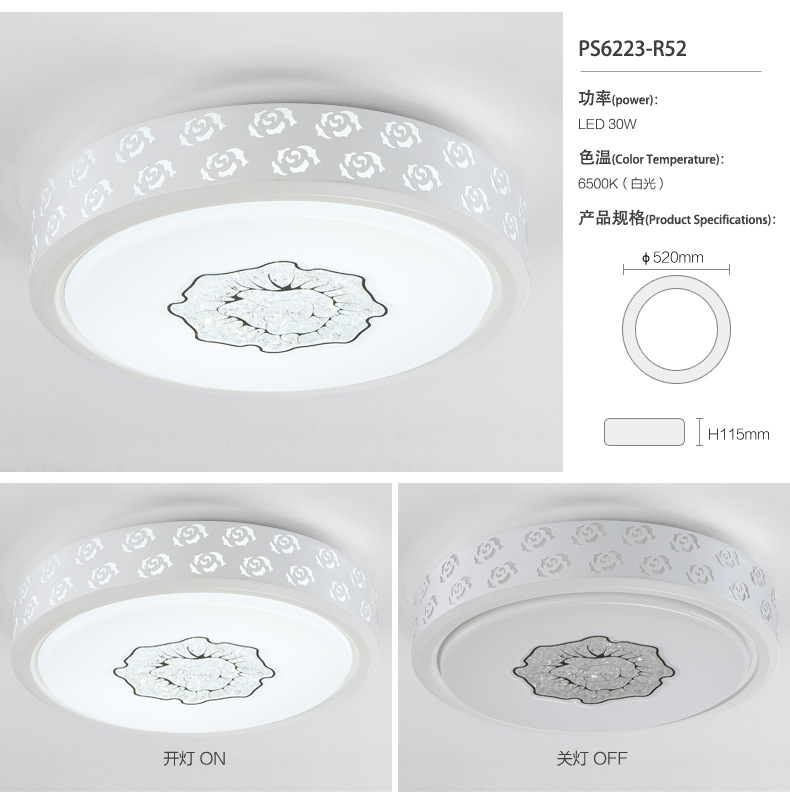 PS6223-R52
功率(power):
LED 30W
色温(Color Temperature):
6500K（白光）
产品规格(Product Specifications):
ф520mm
H115mm
开灯 ON
关灯 OFF